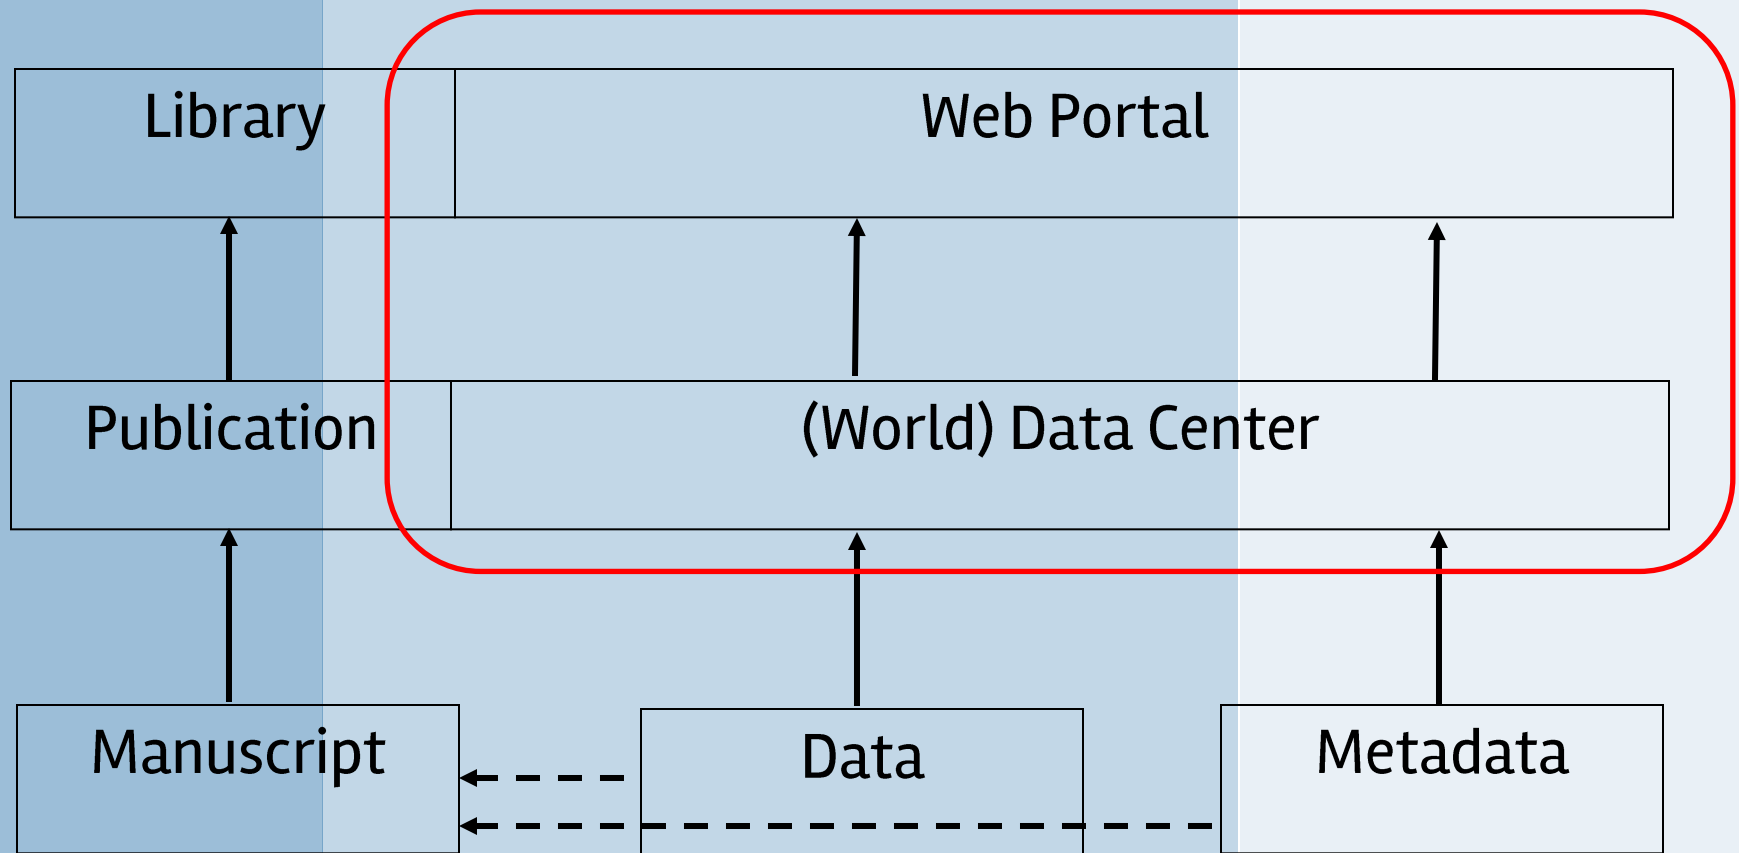 Library
Web Portal
Publication
(World) Data Center
Manuscript
Data
Metadata